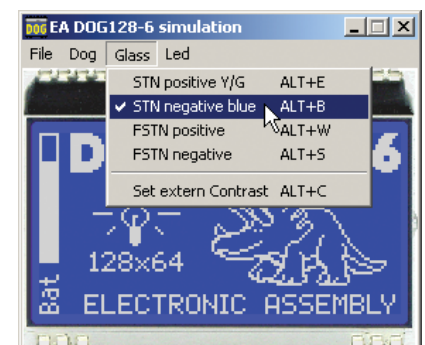 DOG EA DOG128-6 simulation
File Dog Glass Led
STN positive Y/G ALT+E
✓ STN negative blue ALT+B
FSTN positive ALT+W
FSTN negative ALT+S
Set extern Contrast ALT+C
D 6
128x64
Bat
ELECTRONIC ASSEMBLY